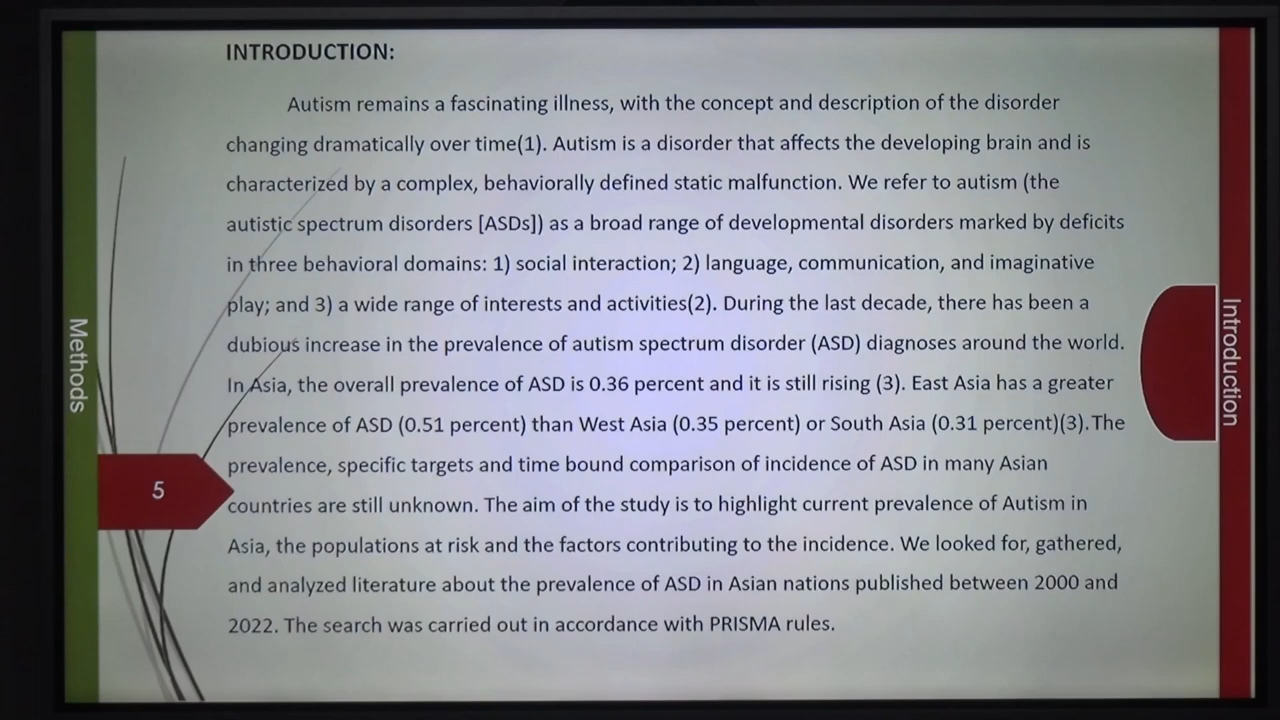 INTRODUCTION:
Autism remains a fascinating illness, with the concept and description of the disorder
changing dramatically over time(1). Autism is a disorder that affects the developing brain and is
characterized by a complex, behaviorally defined static malfunction. We refer to autism (the
autistic spectrum disorders [ASDs]) as a broad range of developmental disorders marked by deficits
in three behavioral domains: 1) social interaction; 2) language, communication, and imaginative
play; and 3) a wide range of interests and activities(2). During the last decade, there has been a
dubious increase in the prevalence of autism spectrum disorder (ASD) diagnoses around the world.
In Asia, the overall prevalence of ASD is 0.36 percent and it is still rising (3). East Asia has a greater
prevalence of ASD (0.51 percent) than West Asia (0.35 percent) or South Asia (0.31 percent)(3). The
prevalence, specific targets and time bound comparison of incidence of ASD in many Asian
countries are still unknown. The aim of the study is to highlight current prevalence of Autism in
Asia, the populations at risk and the factors contributing to the incidence. We looked for, gathered,
and analyzed literature about the prevalence of ASD in Asian nations published between 2000 and
2022. The search was carried out in accordance with PRISMA rules.
Methods
5
Introduction